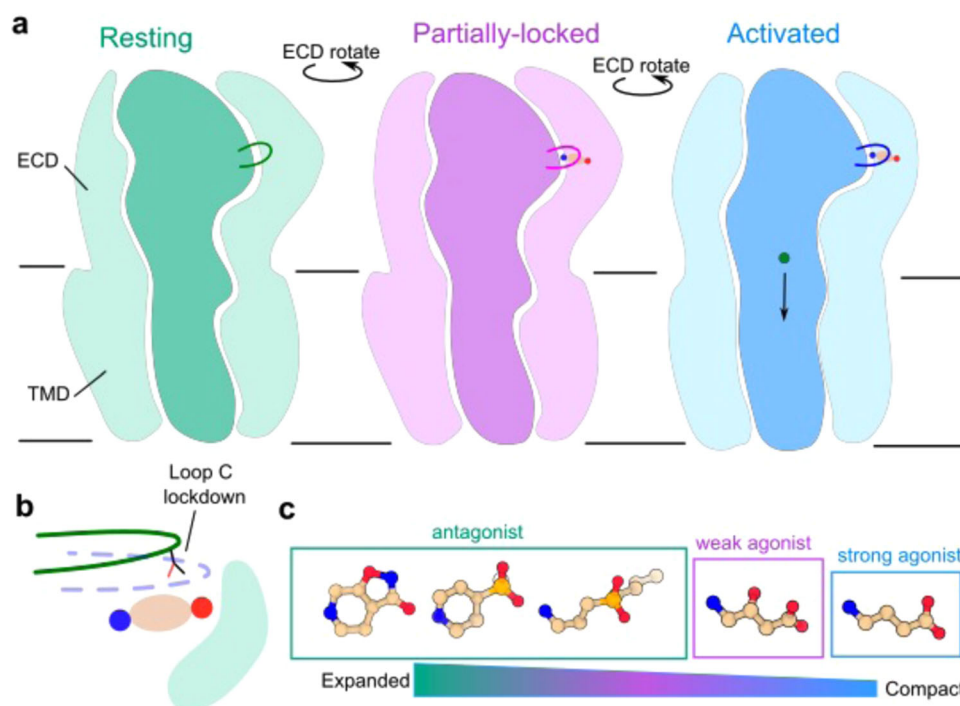 a
Resting
ECD rotate
Partially-locked
ECD rotate
Activated
ECD
TMD
b
Loop C
lockdown
c
antagonist
weak agonist
strong agonist
Expanded
Compact